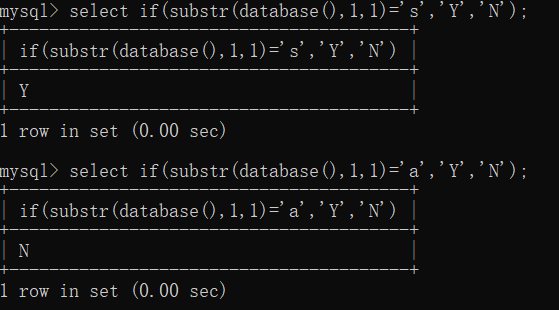 mysql> select if(substr(database(),1,1)='s','Y','N');
+---------------------------------------+
| if(substr(database(),1,1)='s','Y','N') |
+---------------------------------------+
| Y |
+---------------------------------------+
1 row in set (0.00 sec)
mysql> select if(substr(database(),1,1)='a','Y','N');
+---------------------------------------+
| if(substr(database(),1,1)='a','Y','N') |
+---------------------------------------+
| N |
+---------------------------------------+
1 row in set (0.00 sec)